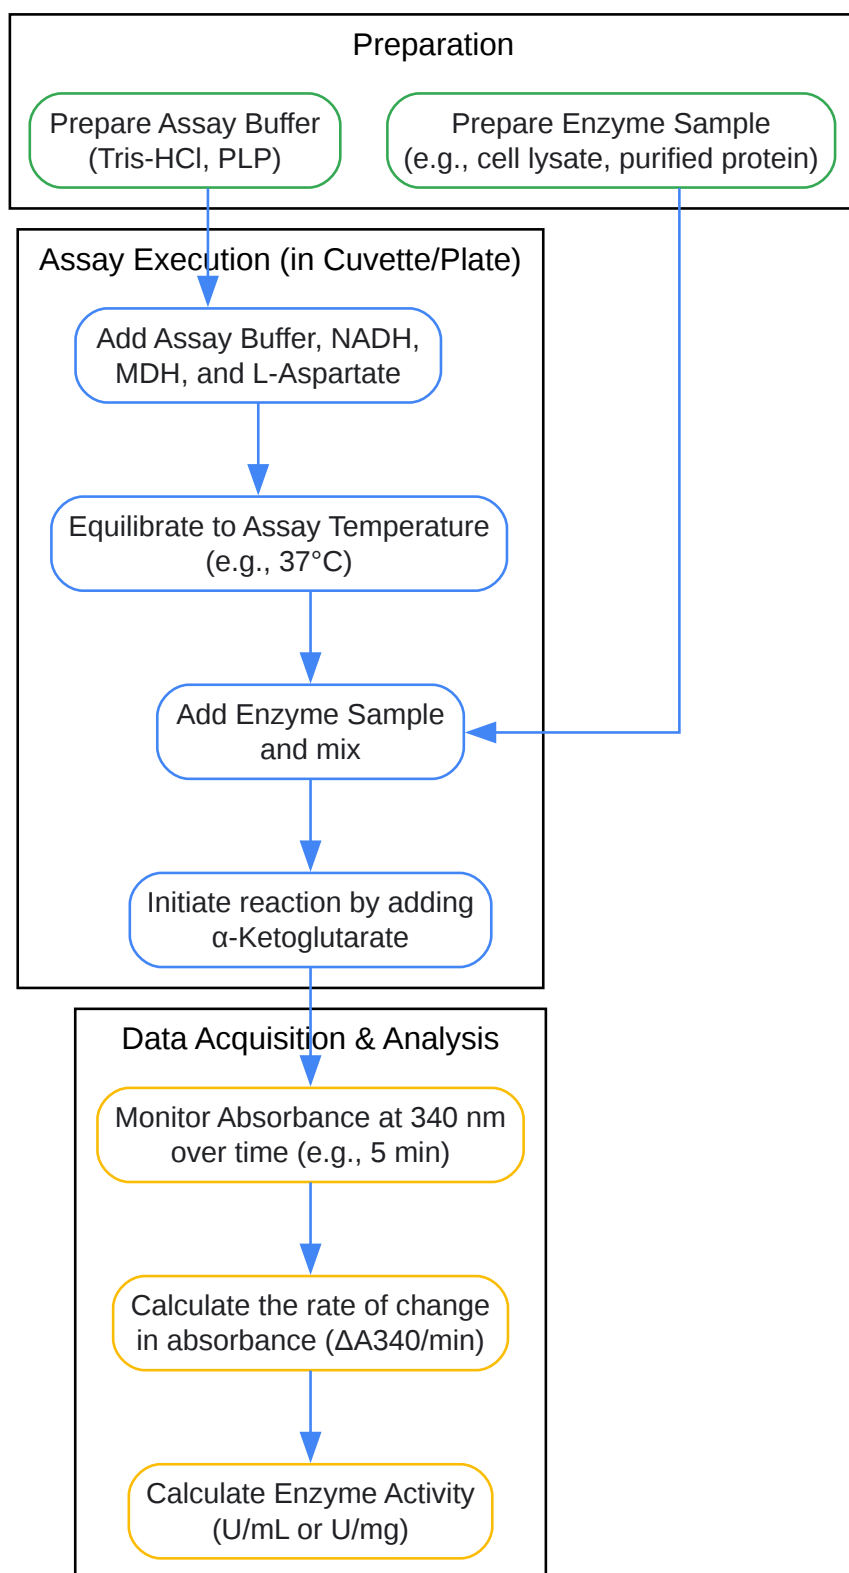 Preparation
Prepare Assay Buffer
(Tris-HCl, PLP)
Prepare Enzyme Sample
(e.g., cell lysate, purified protein)
Assay Execution (in Cuvette/Plate)
Add Assay Buffer, NADH,
MDH, and L-Aspartate
Equilibrate to Assay Temperature
(e.g., 37°C)
Add Enzyme Sample
and mix
Initiate reaction by adding
α-Ketoglutarate
Data Acquisition & Analysis
Monitor Absorbance at 340 nm
over time (e.g., 5 min)
Calculate the rate of change
in absorbance (ΔA340/min)
Calculate Enzyme Activity
(U/mL or U/mg)